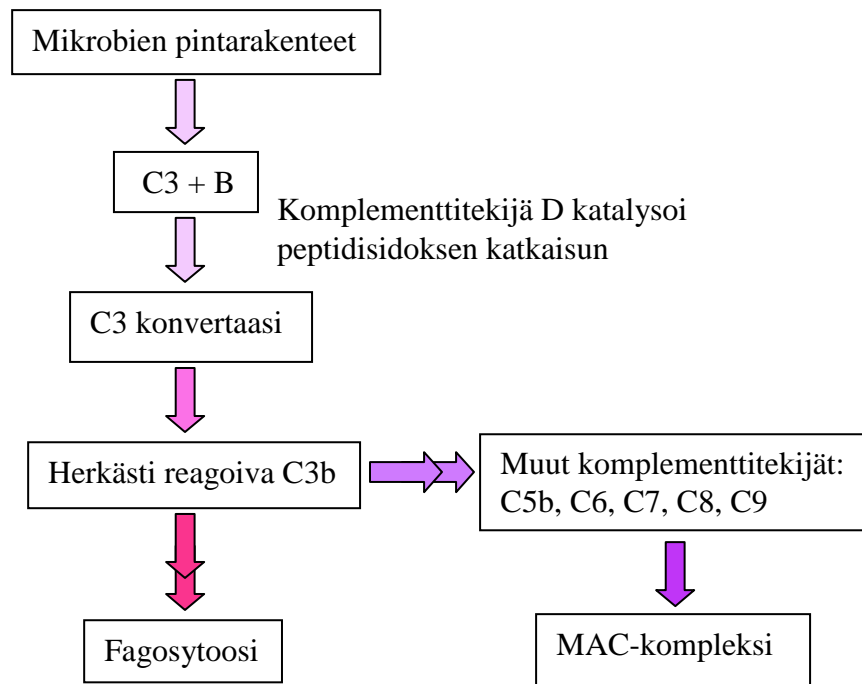 Mikrobien pintarakenteet
C3 + B
Komplementtitekijä D katalysoi
peptidisidoksen katkaisun
C3 konvertaasi
Herkästi reagoiva C3b
Muut komplementtitekijät:
C5b, C6, C7, C8, C9
Fagosytoosi
MAC-kompleksi